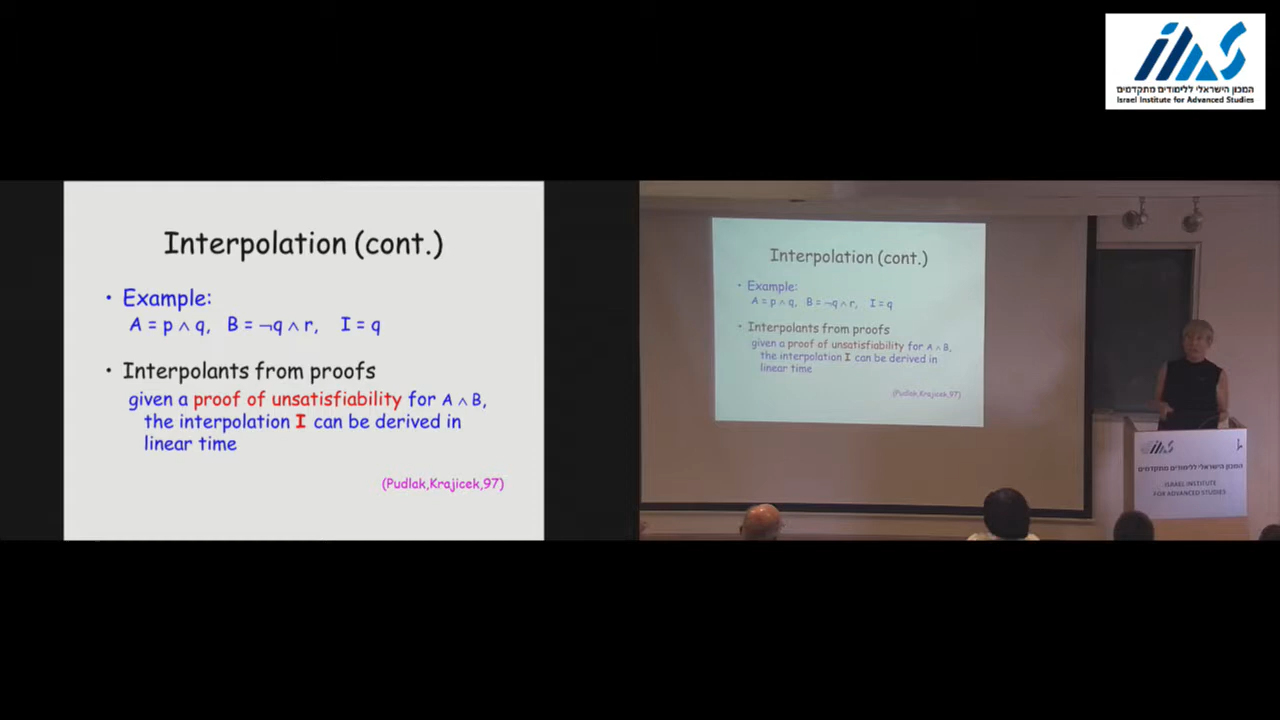 המכון הישראלי ללימודים מתקדמים
Israel Institute for Advanced Studies
Interpolation (cont.)
• Example:
A = p ∧ q, B = ¬q ∧ r, I = q
• Interpolants from proofs
given a proof of unsatisfiability for A ∧ B,
the interpolation I can be derived in
linear time
(Pudlak,Krajicek,97)
Interpolation (cont.)
• Example:
A = p ∧ q, B = ¬q ∧ r, I = q
• Interpolants from proofs
given a proof of unsatisfiability for A ∧ B,
the interpolation I can be derived in
linear time
(Pudlak,Krajicek,97)
המכון הישראלי ללימודים מתקדמים
ISRAEL INSTITUTE
FOR ADVANCED STUDIES